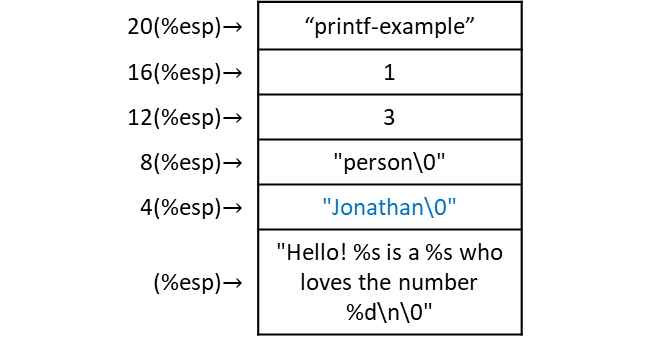 20(%esp)→ “printf-example”
16(%esp)→ 1
12(%esp)→ 3
8(%esp)→ "person\0"
4(%esp)→ "Jonathan\0"
(%esp)→ "Hello! %s is a %s who
loves the number
%d\n\0"